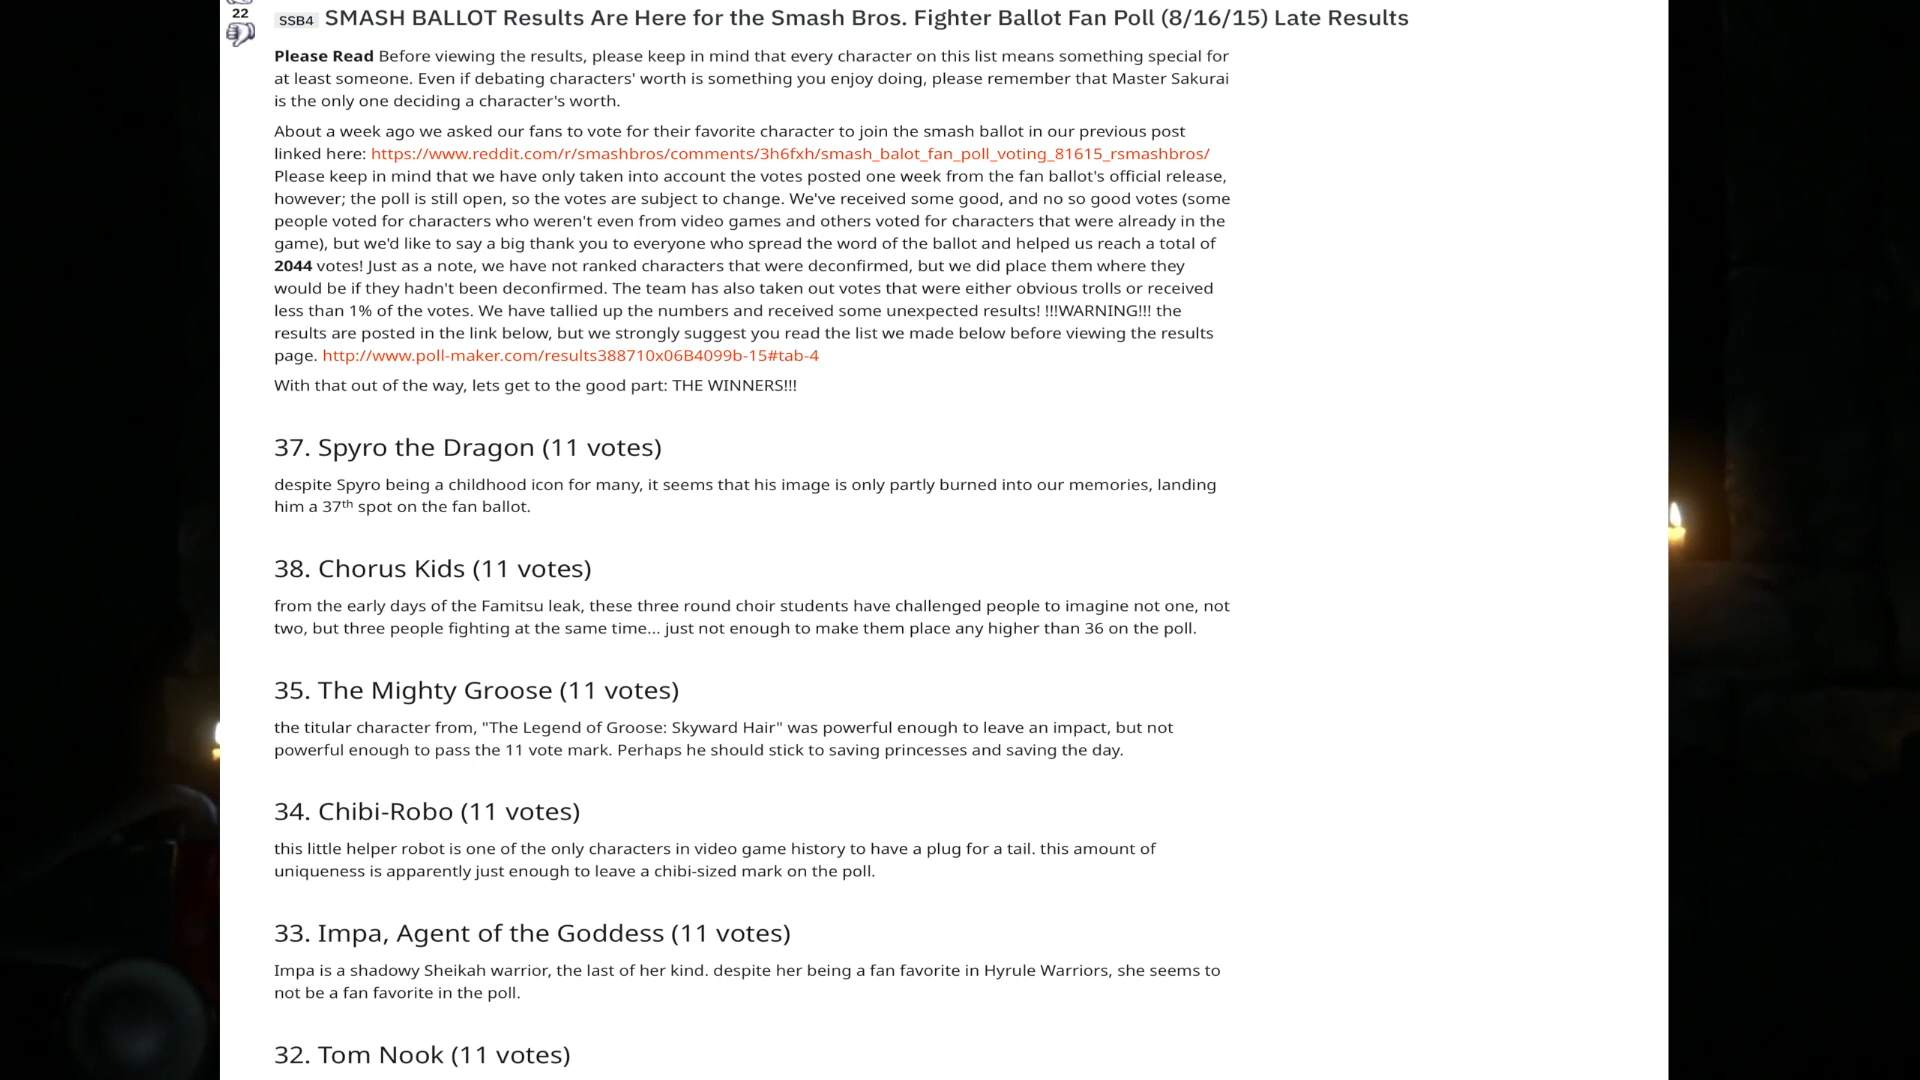 22
SSB4 SMASH BALLOT Results Are Here for the Smash Bros. Fighter Ballot Fan Poll (8/16/15) Late Results
Please Read Before viewing the results, please keep in mind that every character on this list means something special for
at least someone. Even if debating characters' worth is something you enjoy doing, please remember that Master Sakurai
is the only one deciding a character's worth.
About a week ago we asked our fans to vote for their favorite character to join the smash ballot in our previous post
linked here: https://www.reddit.com/r/smashbros/comments/3h6fxh/smash_balot_fan_poll_voting_81615_rsmashbros/
Please keep in mind that we have only taken into account the votes posted one week from the fan ballot's official release,
however; the poll is still open, so the votes are subject to change. We've received some good, and no so good votes (some
people voted for characters who weren't even from video games and others voted for characters that were already in the
game), but we'd like to say a big thank you to everyone who spread the word of the ballot and helped us reach a total of
2044 votes! Just as a note, we have not ranked characters that were deconfirmed, but we did place them where they
would be if they hadn't been deconfirmed. The team has also taken out votes that were either obvious trolls or received
less than 1% of the votes. We have tallied up the numbers and received some unexpected results! !!!WARNING!!! the
results are posted in the link below, but we strongly suggest you read the list we made below before viewing the results
page. http://www.poll-maker.com/results388710x06B4099b-15#tab-4
With that out of the way, lets get to the good part: THE WINNERS!!!
37. Spyro the Dragon (11 votes)
despite Spyro being a childhood icon for many, it seems that his image is only partly burned into our memories, landing
him a 37th spot on the fan ballot.
38. Chorus Kids (11 votes)
from the early days of the Famitsu leak, these three round choir students have challenged people to imagine not one, not
two, but three people fighting at the same time... just not enough to make them place any higher than 36 on the poll.
35. The Mighty Groose (11 votes)
the titular character from, "The Legend of Groose: Skyward Hair" was powerful enough to leave an impact, but not
powerful enough to pass the 11 vote mark. Perhaps he should stick to saving princesses and saving the day.
34. Chibi-Robo (11 votes)
this little helper robot is one of the only characters in video game history to have a plug for a tail. this amount of
uniqueness is apparently just enough to leave a chibi-sized mark on the poll.
33. Impa, Agent of the Goddess (11 votes)
Impa is a shadowy Sheikah warrior, the last of her kind. despite her being a fan favorite in Hyrule Warriors, she seems to
not be a fan favorite in the poll.
32. Tom Nook (11 votes)